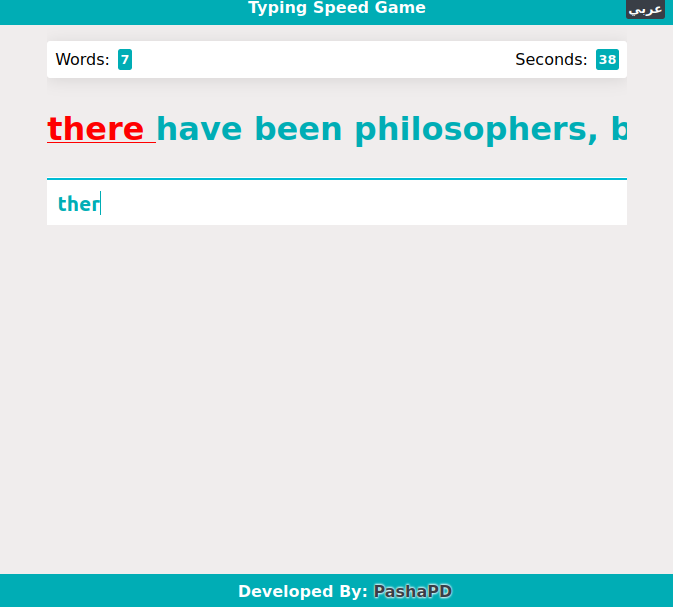 Typing Speed Game
عربي
Words: 7
Seconds: 38
there have been philosophers, b
ther
Developed By: PashaPD